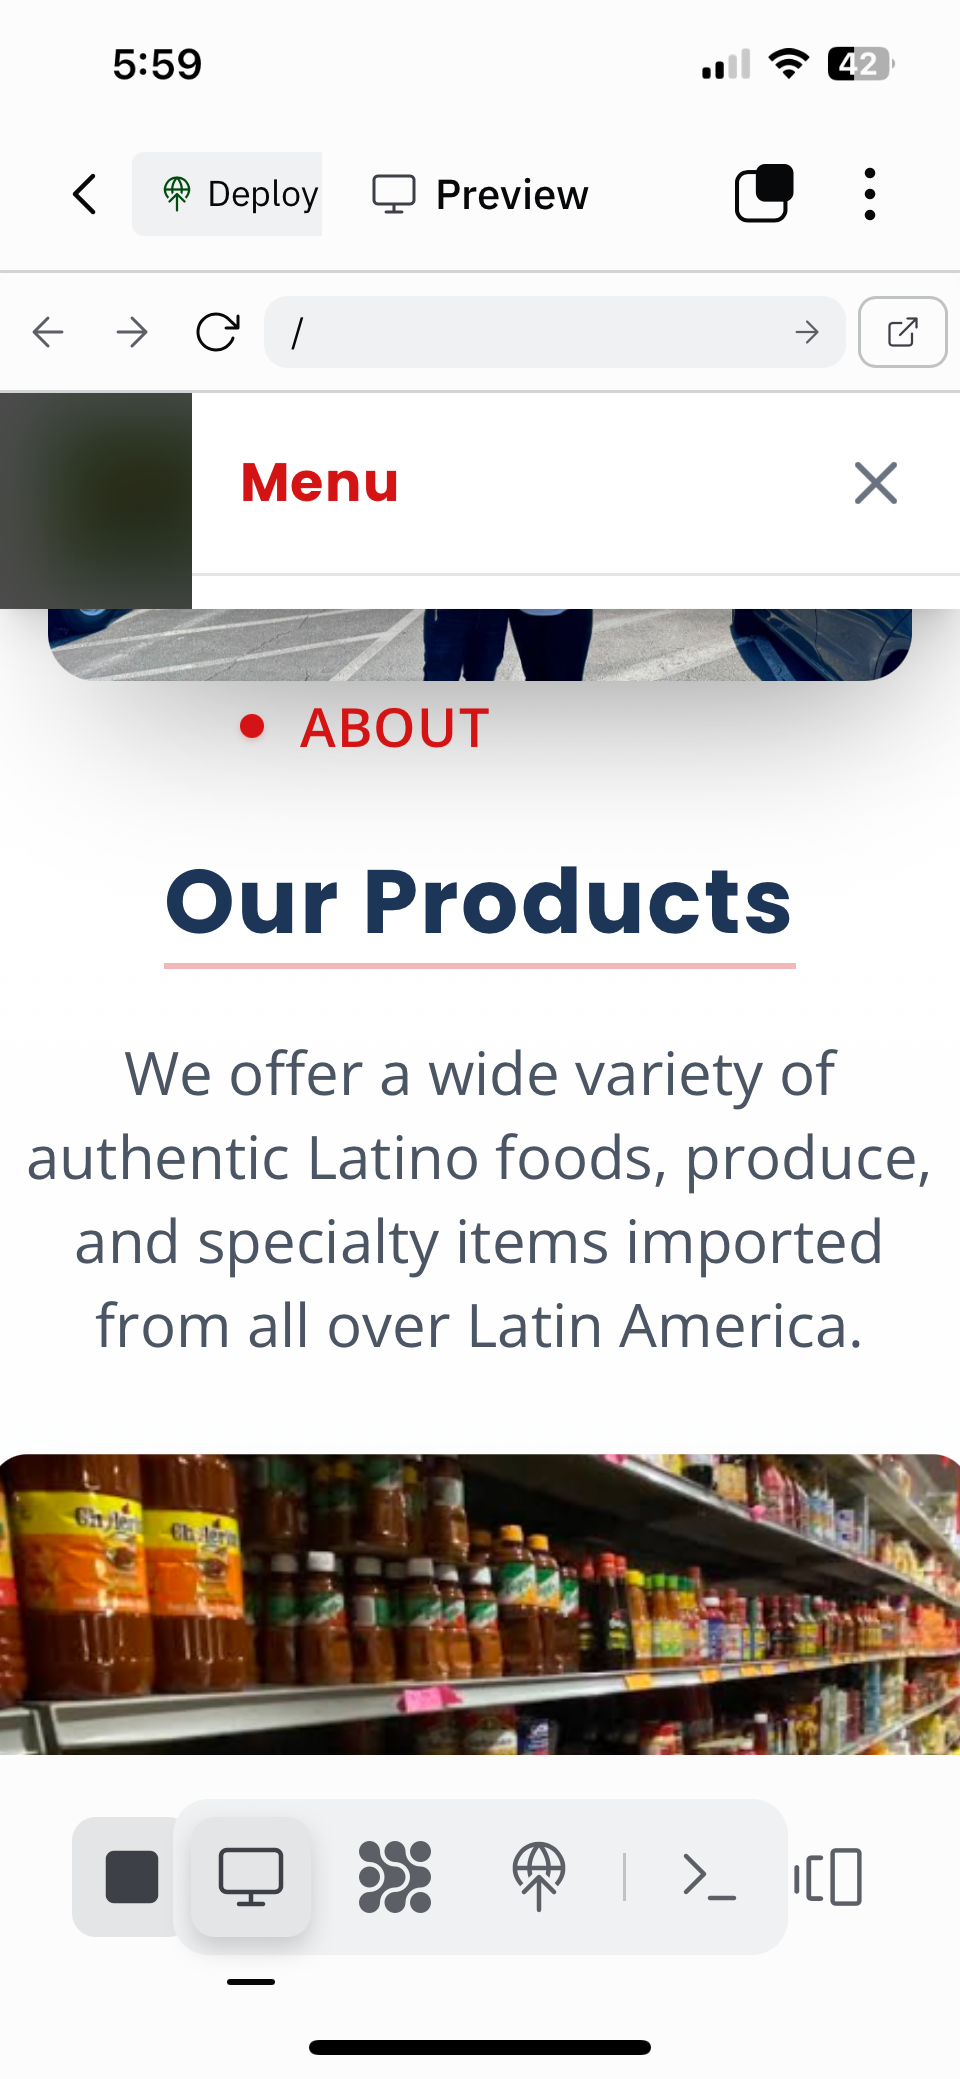 5:59
42
Deploy
Preview
/
Menu
ABOUT
Our Products
We offer a wide variety of
authentic Latino foods, produce,
and specialty items imported
from all over Latin America.